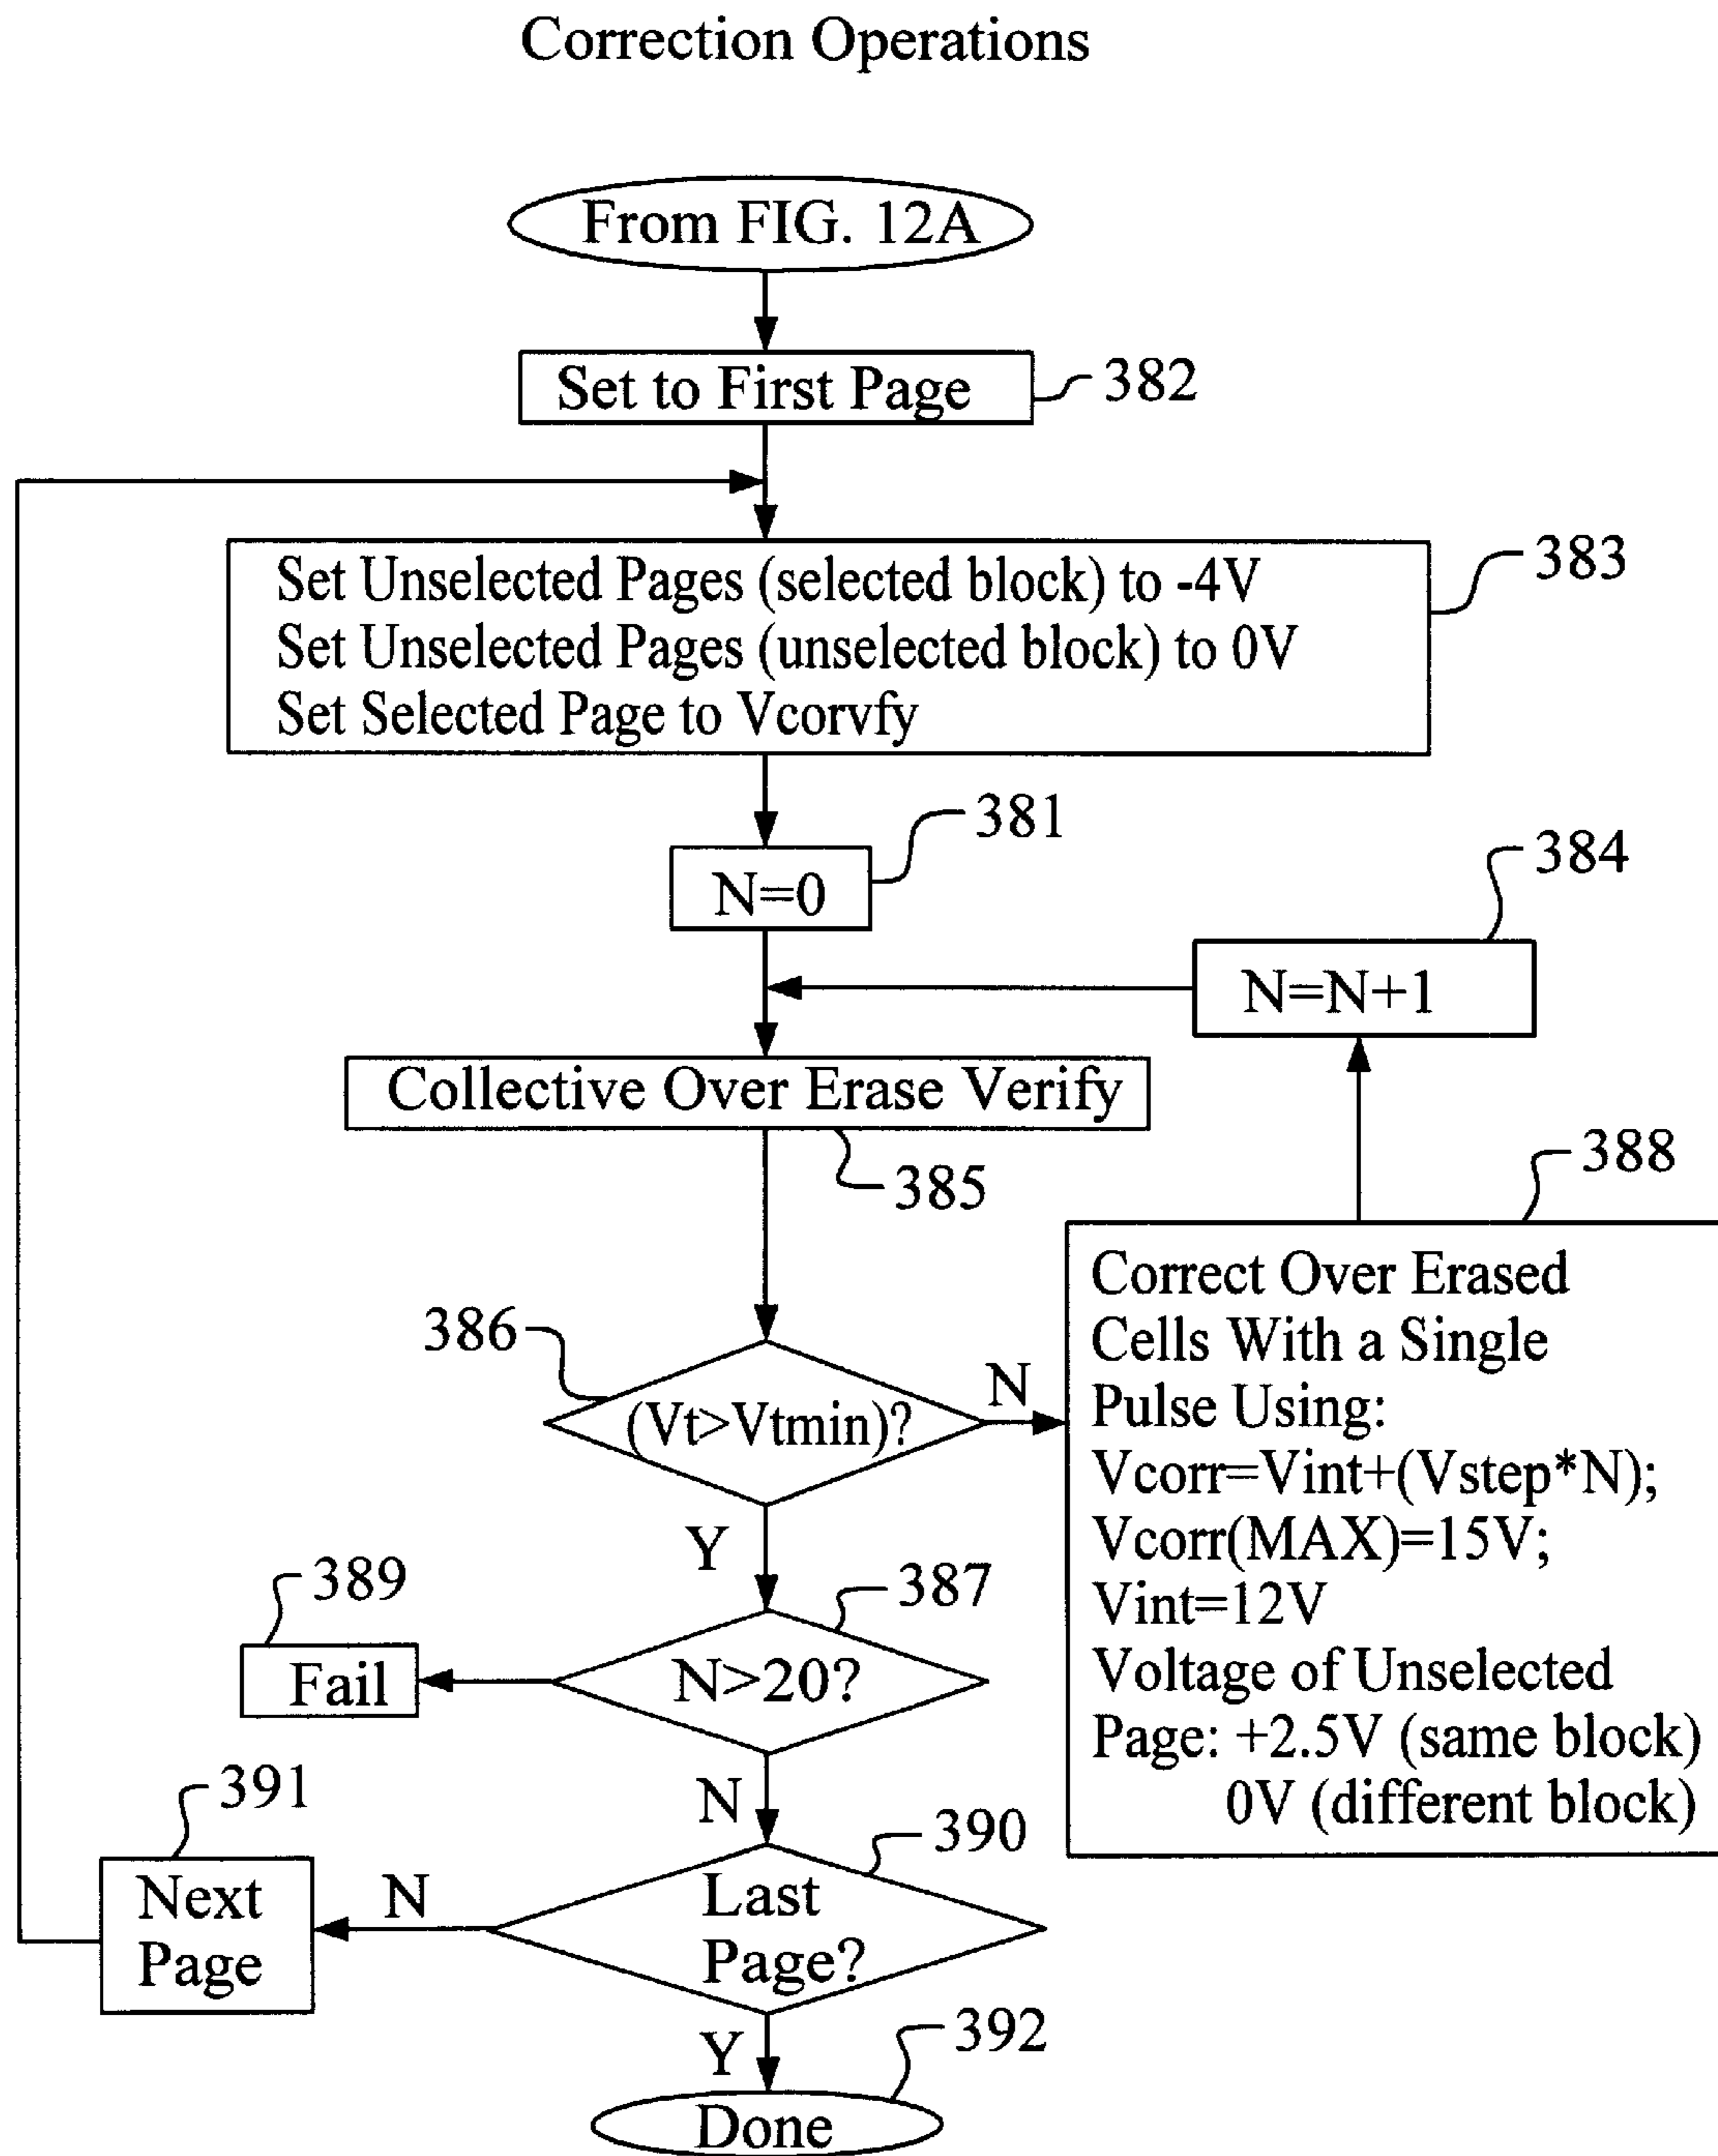 Correction Operations
From FIG. 12A
Set to First Page
382
Set Unselected Pages (selected block) to -4V
Set Unselected Pages (unselected block) to 0V
Set Selected Page to Vcorvfy
383
N=0
381
N=N+1
384
Collective Over Erase Verify
385
386
(Vt>Vtmin)?
N
Y
388
Correct Over Erased
Cells With a Single
Pulse Using:
Vcorr=Vint+(Vstep*N);
Vcorr(MAX)=15V;
Vint=12V
Voltage of Unselected
Page: +2.5V (same block)
0V (different block)
389
Fail
387
N>20?
N
391
Next
Page
N
390
Last
Page?
Y
392
Done